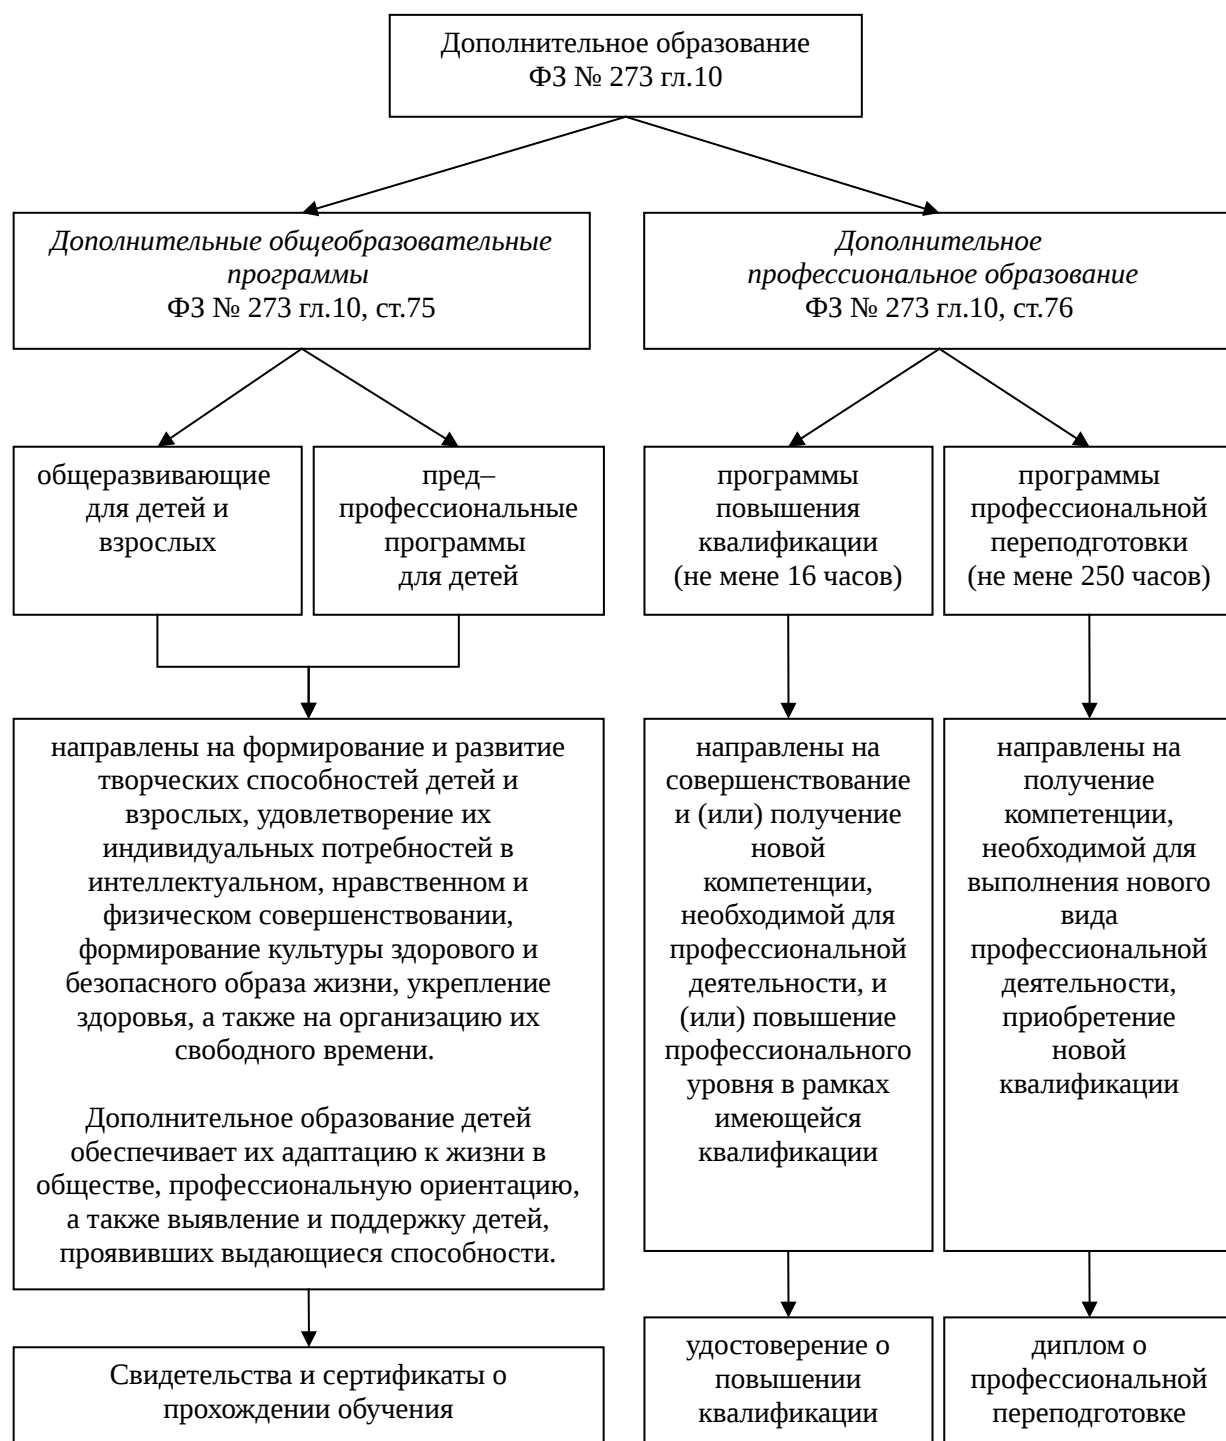 Дополнительное образование
ФЗ № 273 гл.10
Дополнительные общеобразовательные
программы
ФЗ № 273 гл.10, ст.75
Дополнительное
профессиональное образование
ФЗ № 273 гл.10, ст.76
общеразвивающие
для детей и
взрослых
пред–
профессиональные
программы
для детей
программы
повышения
квалификации
(не мене 16 часов)
программы
профессиональной
переподготовки
(не мене 250 часов)
направлены на формирование и развитие
творческих способностей детей и
взрослых, удовлетворение их
индивидуальных потребностей в
интеллектуальном, нравственном и
физическом совершенствовании,
формирование культуры здорового и
безопасного образа жизни, укрепление
здоровья, а также на организацию их
свободного времени.
Дополнительное образование детей
обеспечивает их адаптацию к жизни в
обществе, профессиональную ориентацию,
а также выявление и поддержку детей,
проявивших выдающиеся способности.
направлены на
совершенствование
и (или) получение
новой
компетенции,
необходимой для
профессиональной
деятельности, и
(или) повышение
профессионального
уровня в рамках
имеющейся
квалификации
направлены на
получение
компетенции,
необходимой для
выполнения нового
вида
профессиональной
деятельности,
приобретение
новой
квалификации
Свидетельства и сертификаты о
прохождении обучения
удостоверение о
повышении
квалификации
диплом о
профессиональной
переподготовке